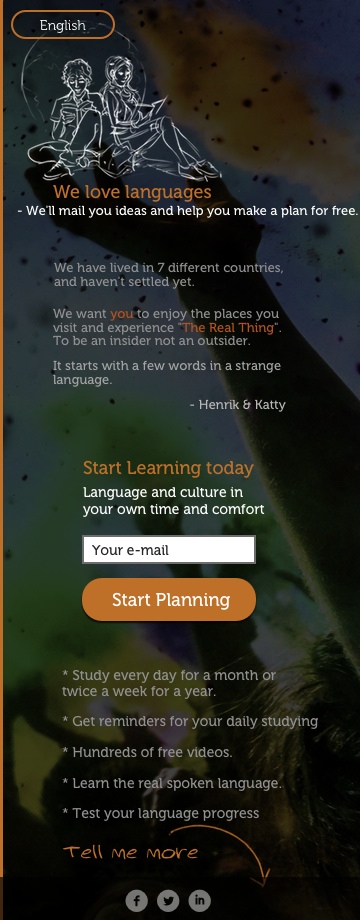 English
We love languages
- We'll mail you ideas and help you make a plan for free.
We have lived in 7 different countries,
and haven't settled yet.
We want you to enjoy the places you
visit and experience "The Real Thing".
To be an insider not an outsider.
It starts with a few words in a strange
language.
- Henrik & Katty
Start Learning today
Language and culture in
your own time and comfort
Your e-mail
Start Planning
* Study every day for a month or
twice a week for a year.
* Get reminders for your daily studying
* Hundreds of free videos.
* Learn the real spoken language.
* Test your language progress
Tell me more
f in